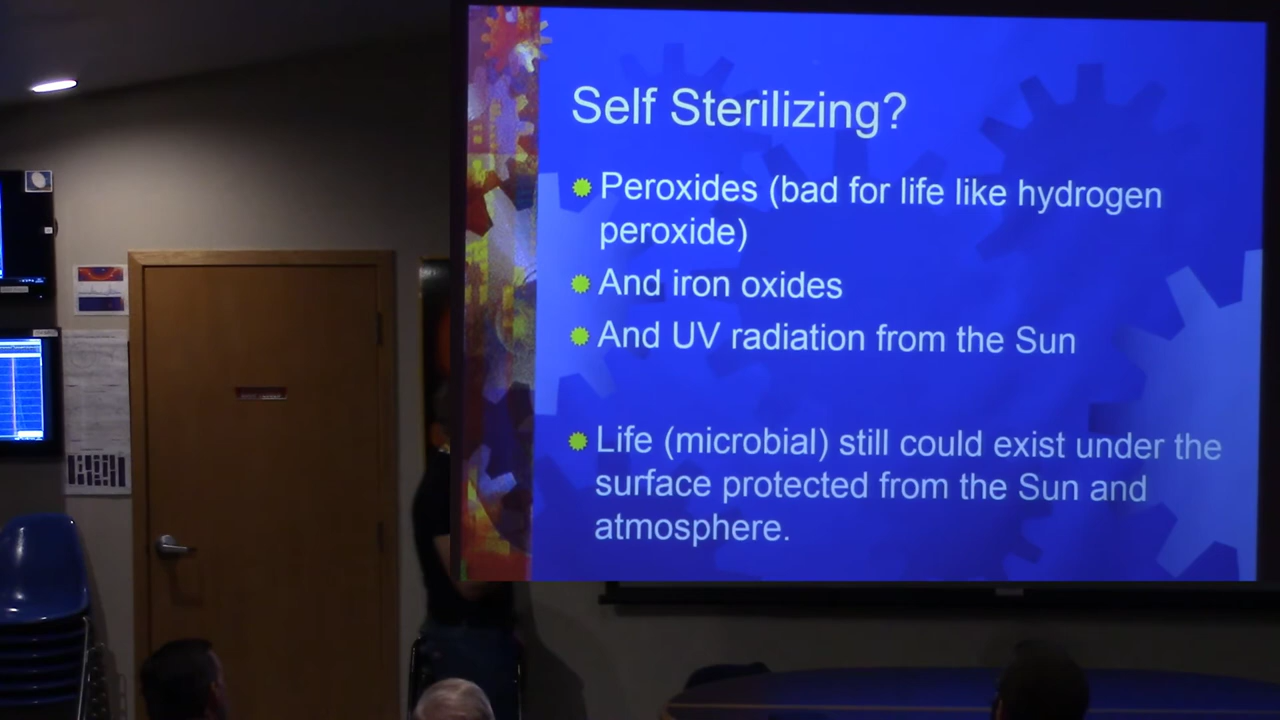 Self Sterilizing?
Peroxides (bad for life like hydrogen
peroxide)
And iron oxides
And UV radiation from the Sun
Life (microbial) still could exist under the
surface protected from the Sun and
atmosphere.